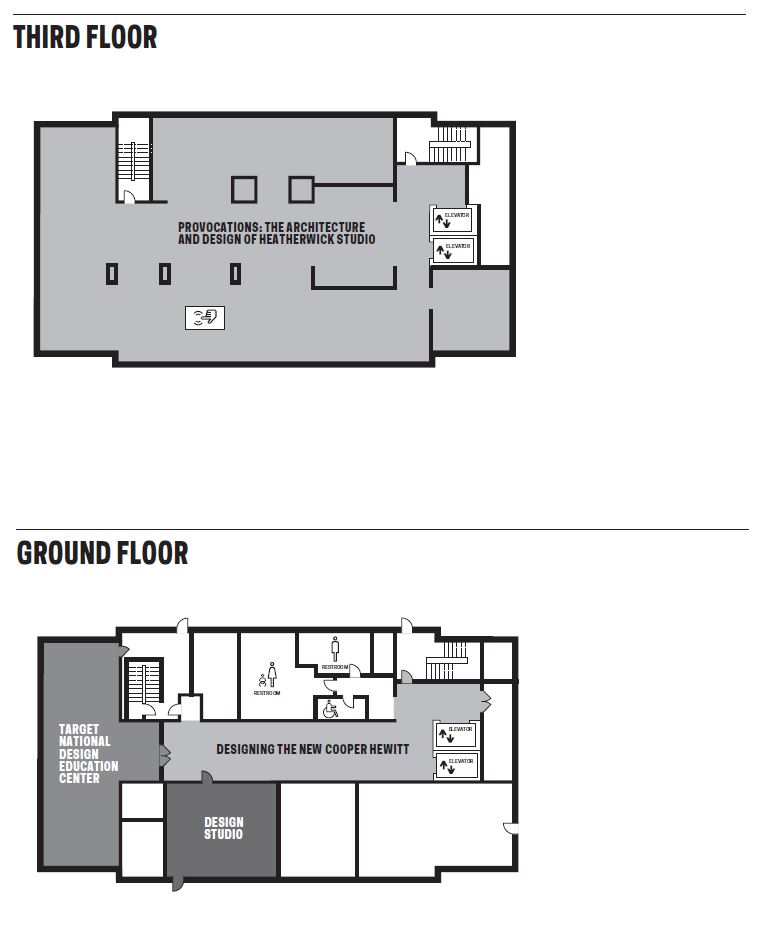 THIRD FLOOR
PROVOCATIONS: THE ARCHITECTURE
AND DESIGN OF HEATHERWICK STUDIO
ELEVATOR
ELEVATOR
GROUND FLOOR
RESTROOM
RESTROOM
TARGET
NATIONAL
DESIGN
EDUCATION
CENTER
DESIGNING THE NEW COOPER HEWITT
ELEVATOR
ELEVATOR
DESIGN
STUDIO